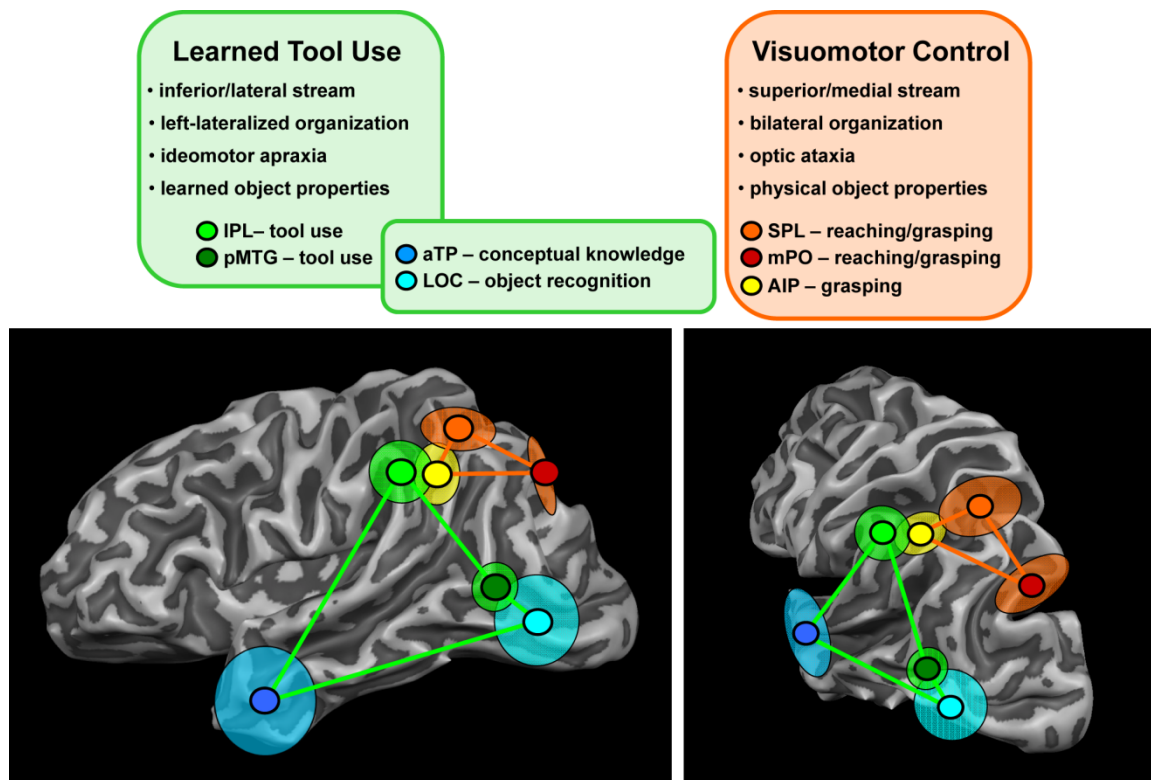 Learned Tool Use
• inferior/lateral stream
• left-lateralized organization
• ideomotor apraxia
• learned object properties
IPL– tool use
pMTG – tool use
aTP – conceptual knowledge
LOC – object recognition
Visuomotor Control
• superior/medial stream
• bilateral organization
• optic ataxia
• physical object properties
SPL – reaching/grasping
mPO – reaching/grasping
AIP – grasping